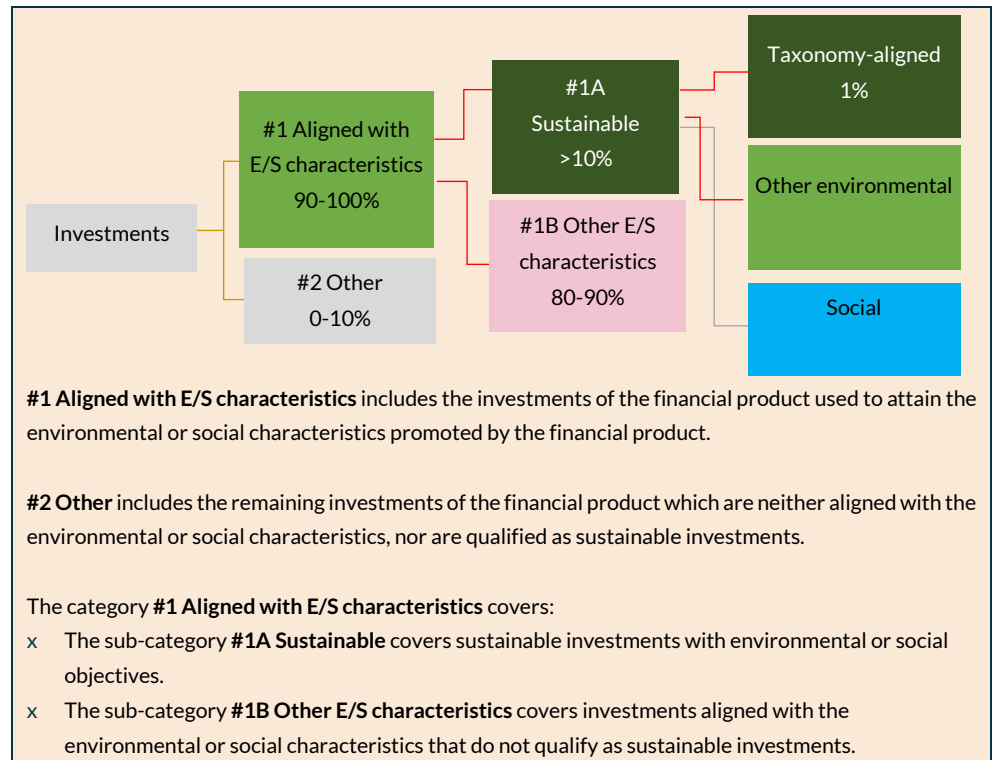 Investments
#1 Aligned with
E/S characteristics
90-100%
#2 Other
0-10%
#1A
Sustainable
>10%
#1B Other E/S
characteristics
80-90%
Taxonomy-aligned
1%
Other environmental
Social
#1 Aligned with E/S characteristics includes the investments of the financial product used to attain the
environmental or social characteristics promoted by the financial product.
#2 Other includes the remaining investments of the financial product which are neither aligned with the
environmental or social characteristics, nor are qualified as sustainable investments.
The category #1 Aligned with E/S characteristics covers:
x The sub-category #1A Sustainable covers sustainable investments with environmental or social
objectives.
x The sub-category #1B Other E/S characteristics covers investments aligned with the
environmental or social characteristics that do not qualify as sustainable investments.